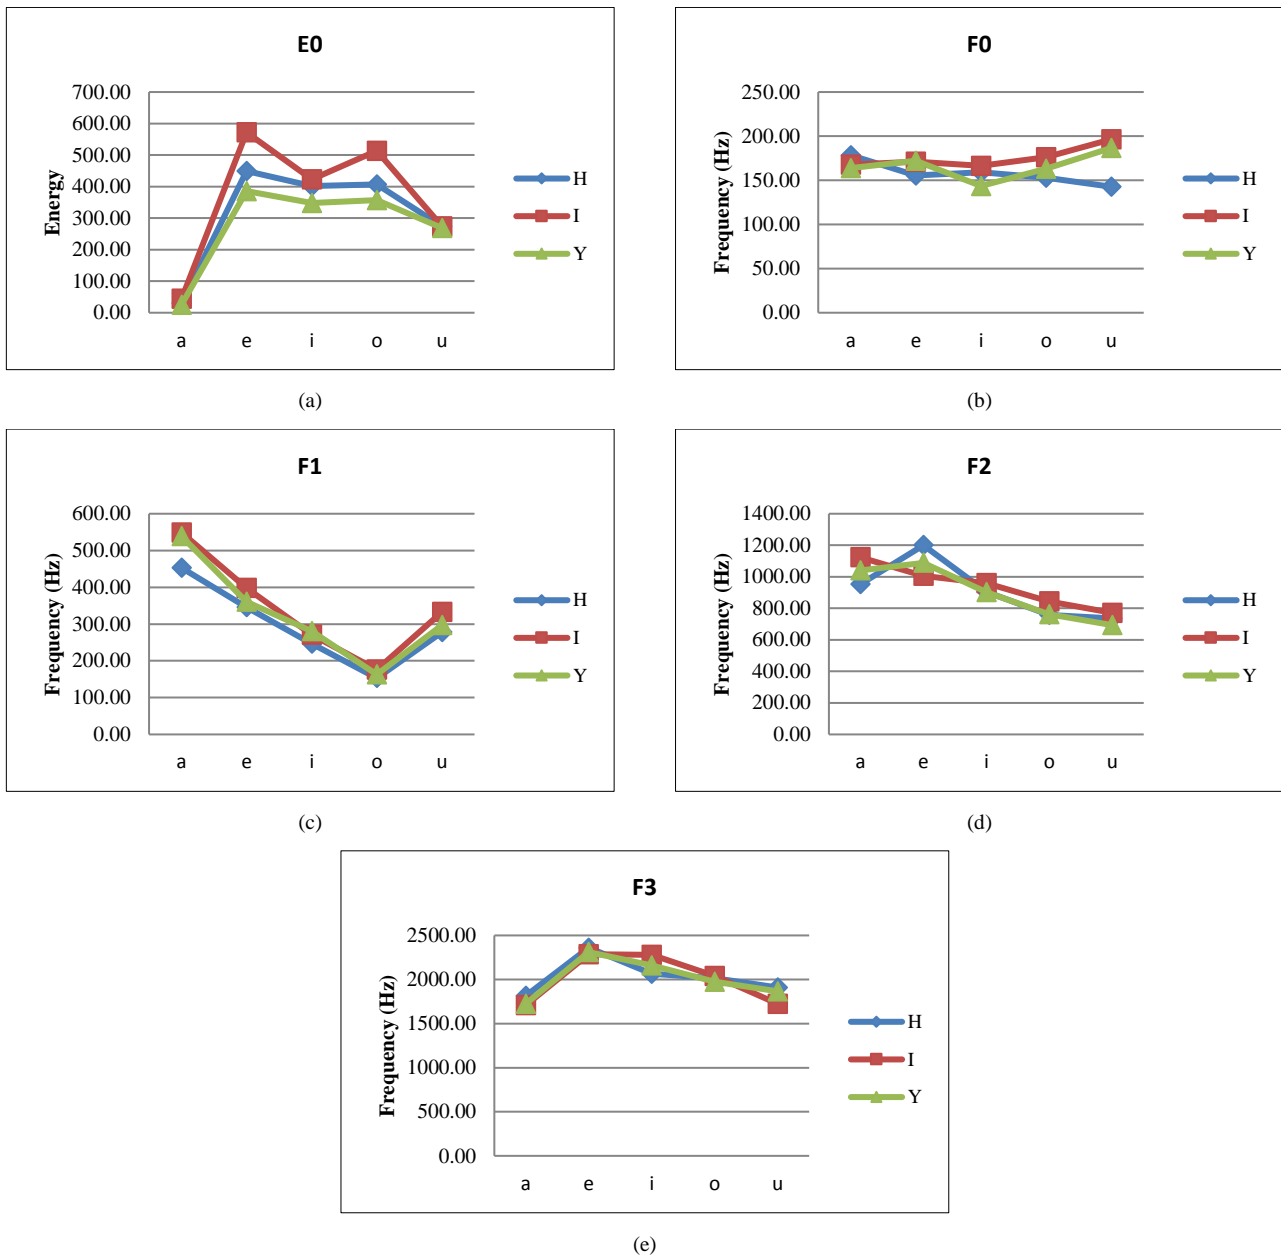 E0
Energy
700.00
600.00
500.00
400.00
300.00
200.00
100.00
0.00
a e i o u
H
I
Y
(a)
F0
Frequency (Hz)
250.00
200.00
150.00
100.00
50.00
0.00
a e i o u
H
I
Y
(b)
F1
Frequency (Hz)
600.00
500.00
400.00
300.00
200.00
100.00
0.00
a e i o u
H
I
Y
(c)
F2
Frequency (Hz)
1400.00
1200.00
1000.00
800.00
600.00
400.00
200.00
0.00
a e i o u
H
I
Y
(d)
F3
Frequency (Hz)
2500.00
2000.00
1500.00
1000.00
500.00
0.00
a e i o u
H
I
Y
(e)